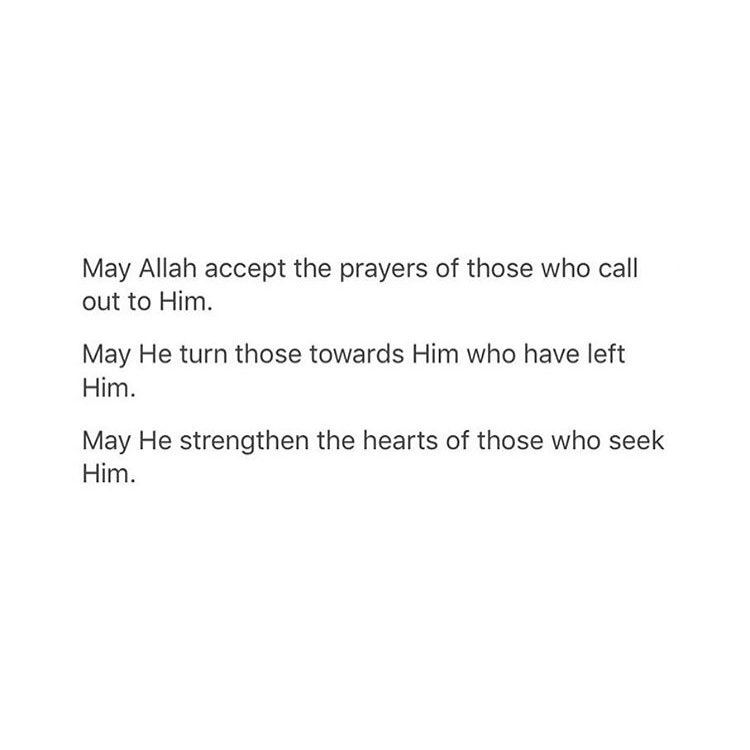 May Allah accept the prayers of those who call
out to Him.
May He turn those towards Him who have left
Him.
May He strengthen the hearts of those who seek
Him.